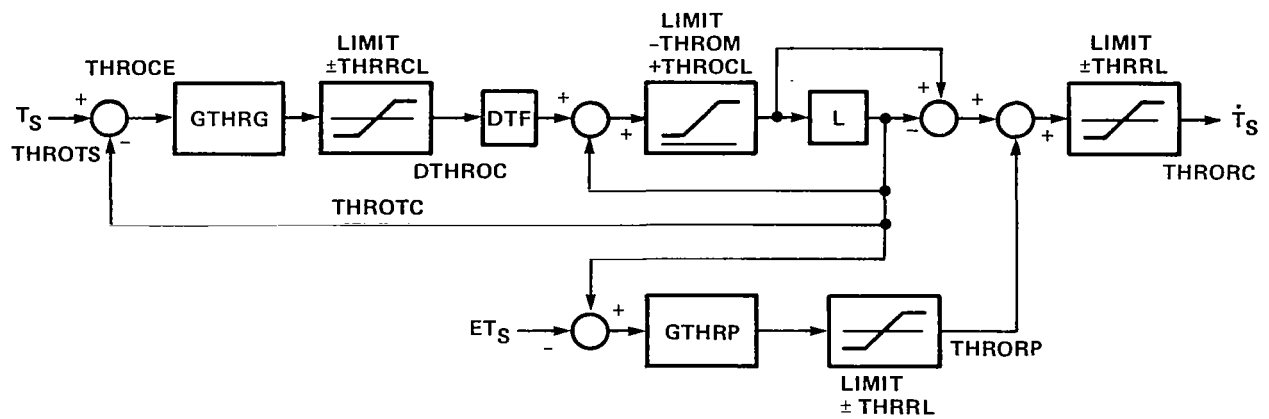 LIMIT
±THRRCL
LIMIT
-THROM
+THROCL
LIMIT
±THRRL
THROCE
T_S
+
-
THROTS
GTHRG
DTF
DTHROC
+
+
L
+
-
+
+
Ṫ_S
THRORC
THROTC
ET_S
-
+
GTHRP
THRORP
LIMIT
± THRRL